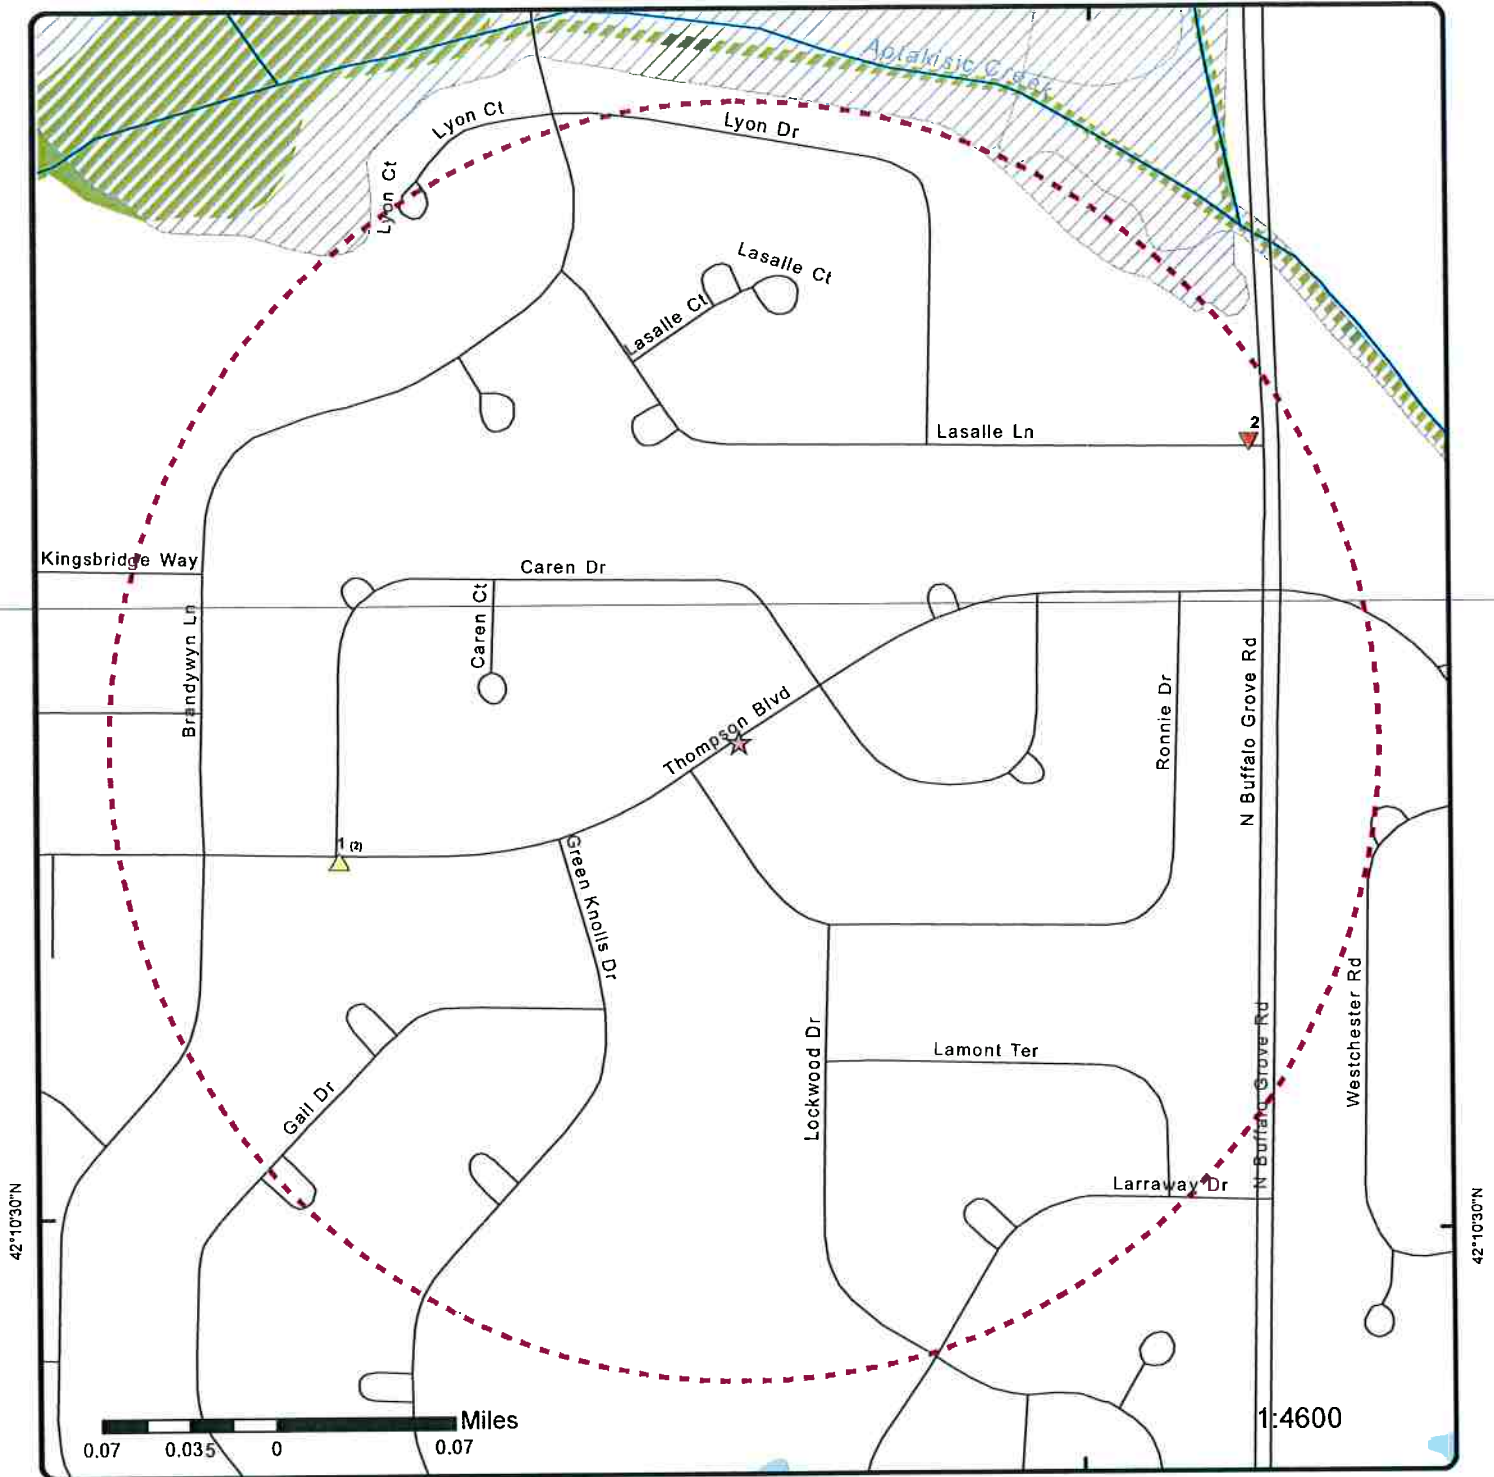 Aptakisic Creek
Lyon Ct
Lyon Dr
Lyon Ct
Lasalle Ct
Lasalle Ct
2
Lasalle Ln
Kingsbridge Way
Caren Dr
Caren Ct
Brandywyn Ln
N Buffalo Grove Rd
Ronnie Dr
Thompson Blvd
1 (2)
Green Knolls Dr
Westchester Rd
N Buffalo Grove Rd
Lockwood Dr
Lamont Ter
Gail Dr
Larraway Dr
42°10'30"N
42°10'30"N
Miles
0.07 0.035 0 0.07
1:4600